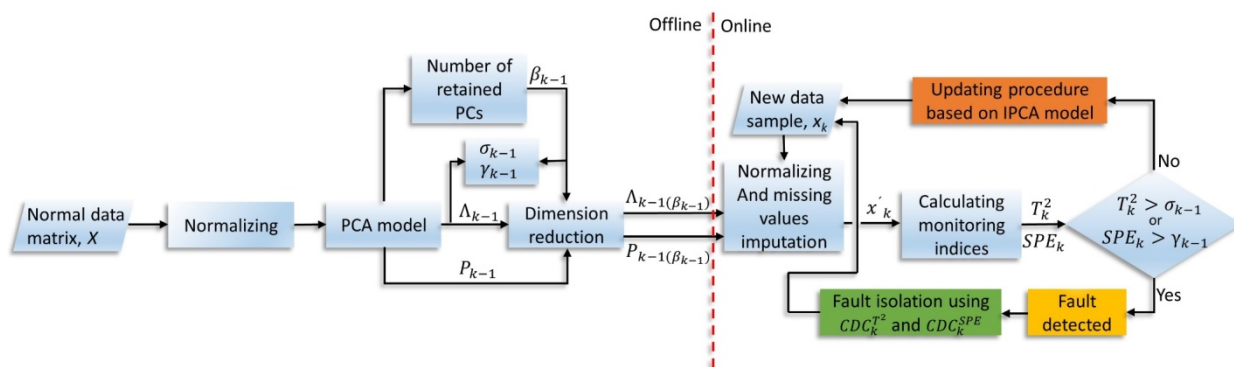 Offline
Online
Number of
retained
PCs
β_{k−1}
σ_{k−1}
γ_{k−1}
Normal data
matrix, X
Normalizing
PCA model
Λ_{k−1}
P_{k−1}
Dimension
reduction
Λ_{k−1(β_{k−1})}
P_{k−1(β_{k−1})}
New data
sample, x_k
Updating procedure
based on IPCA model
Normalizing
And missing
values
imputation
x′_k
Calculating
monitoring
indices
T_k^2
SPE_k
T_k^2 > σ_{k−1}
or
SPE_k > γ_{k−1}
No
Yes
Fault isolation using
CDC_k^{T^2} and CDC_k^{SPE}
Fault
detected